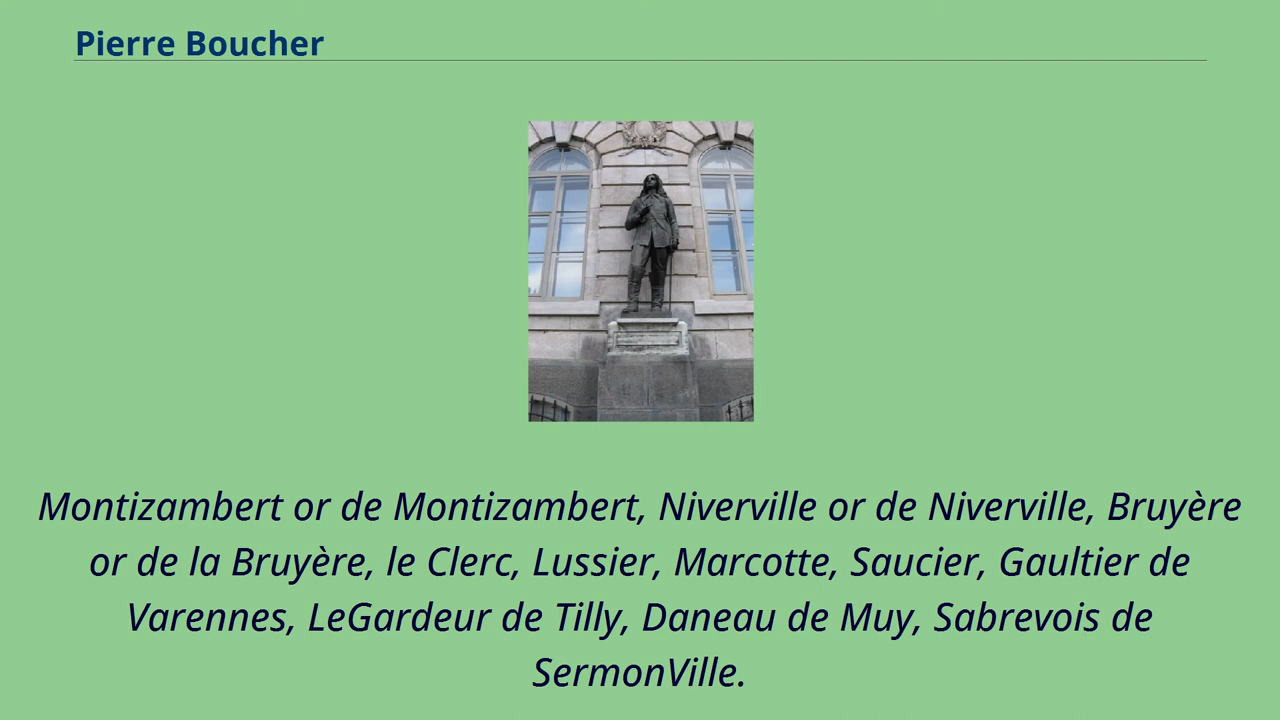 Pierre Boucher
Montizambert or de Montizambert, Niverville or de Niverville, Bruyère
or de la Bruyère, le Clerc, Lussier, Marcotte, Saucier, Gaultier de
Varennes, LeGardeur de Tilly, Daneau de Muy, Sabrevois de
SermonVille.